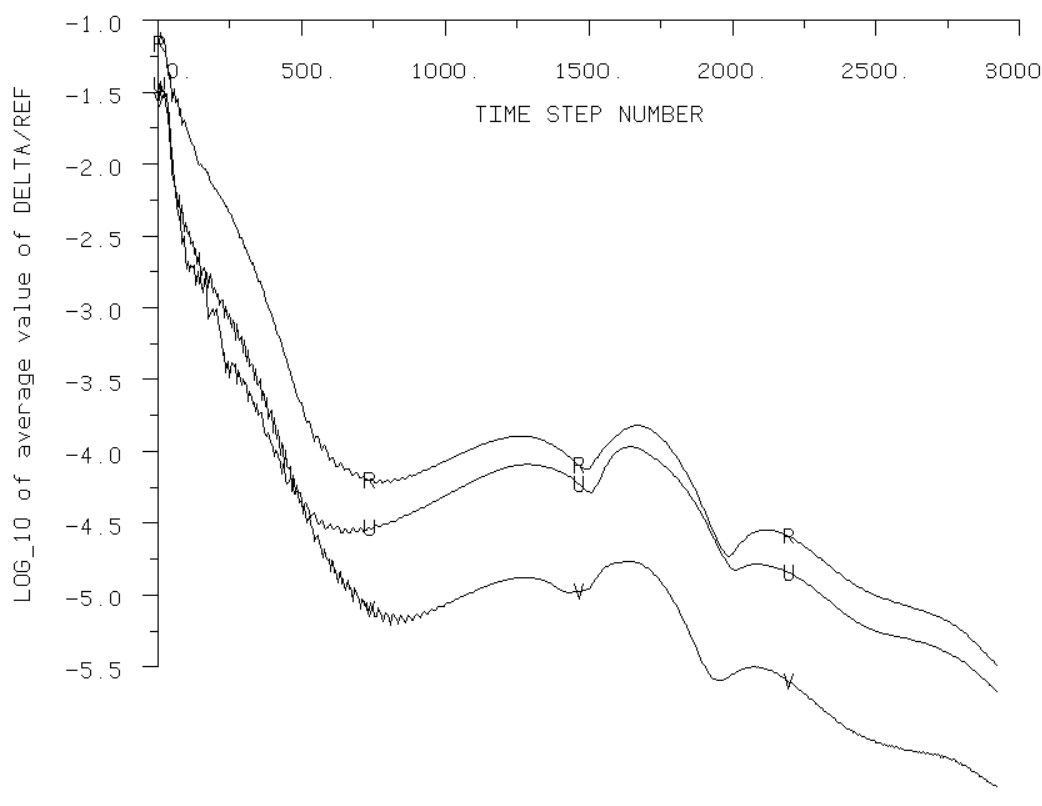 -1.0
0. 500. 1000. 1500. 2000. 2500. 3000
-1.5
TIME STEP NUMBER
-2.0
-2.5
-3.0
-3.5
-4.0
-4.5
-5.0
-5.5
LOG_10 of average value of DELTA/REF
R R R
U U U
V V